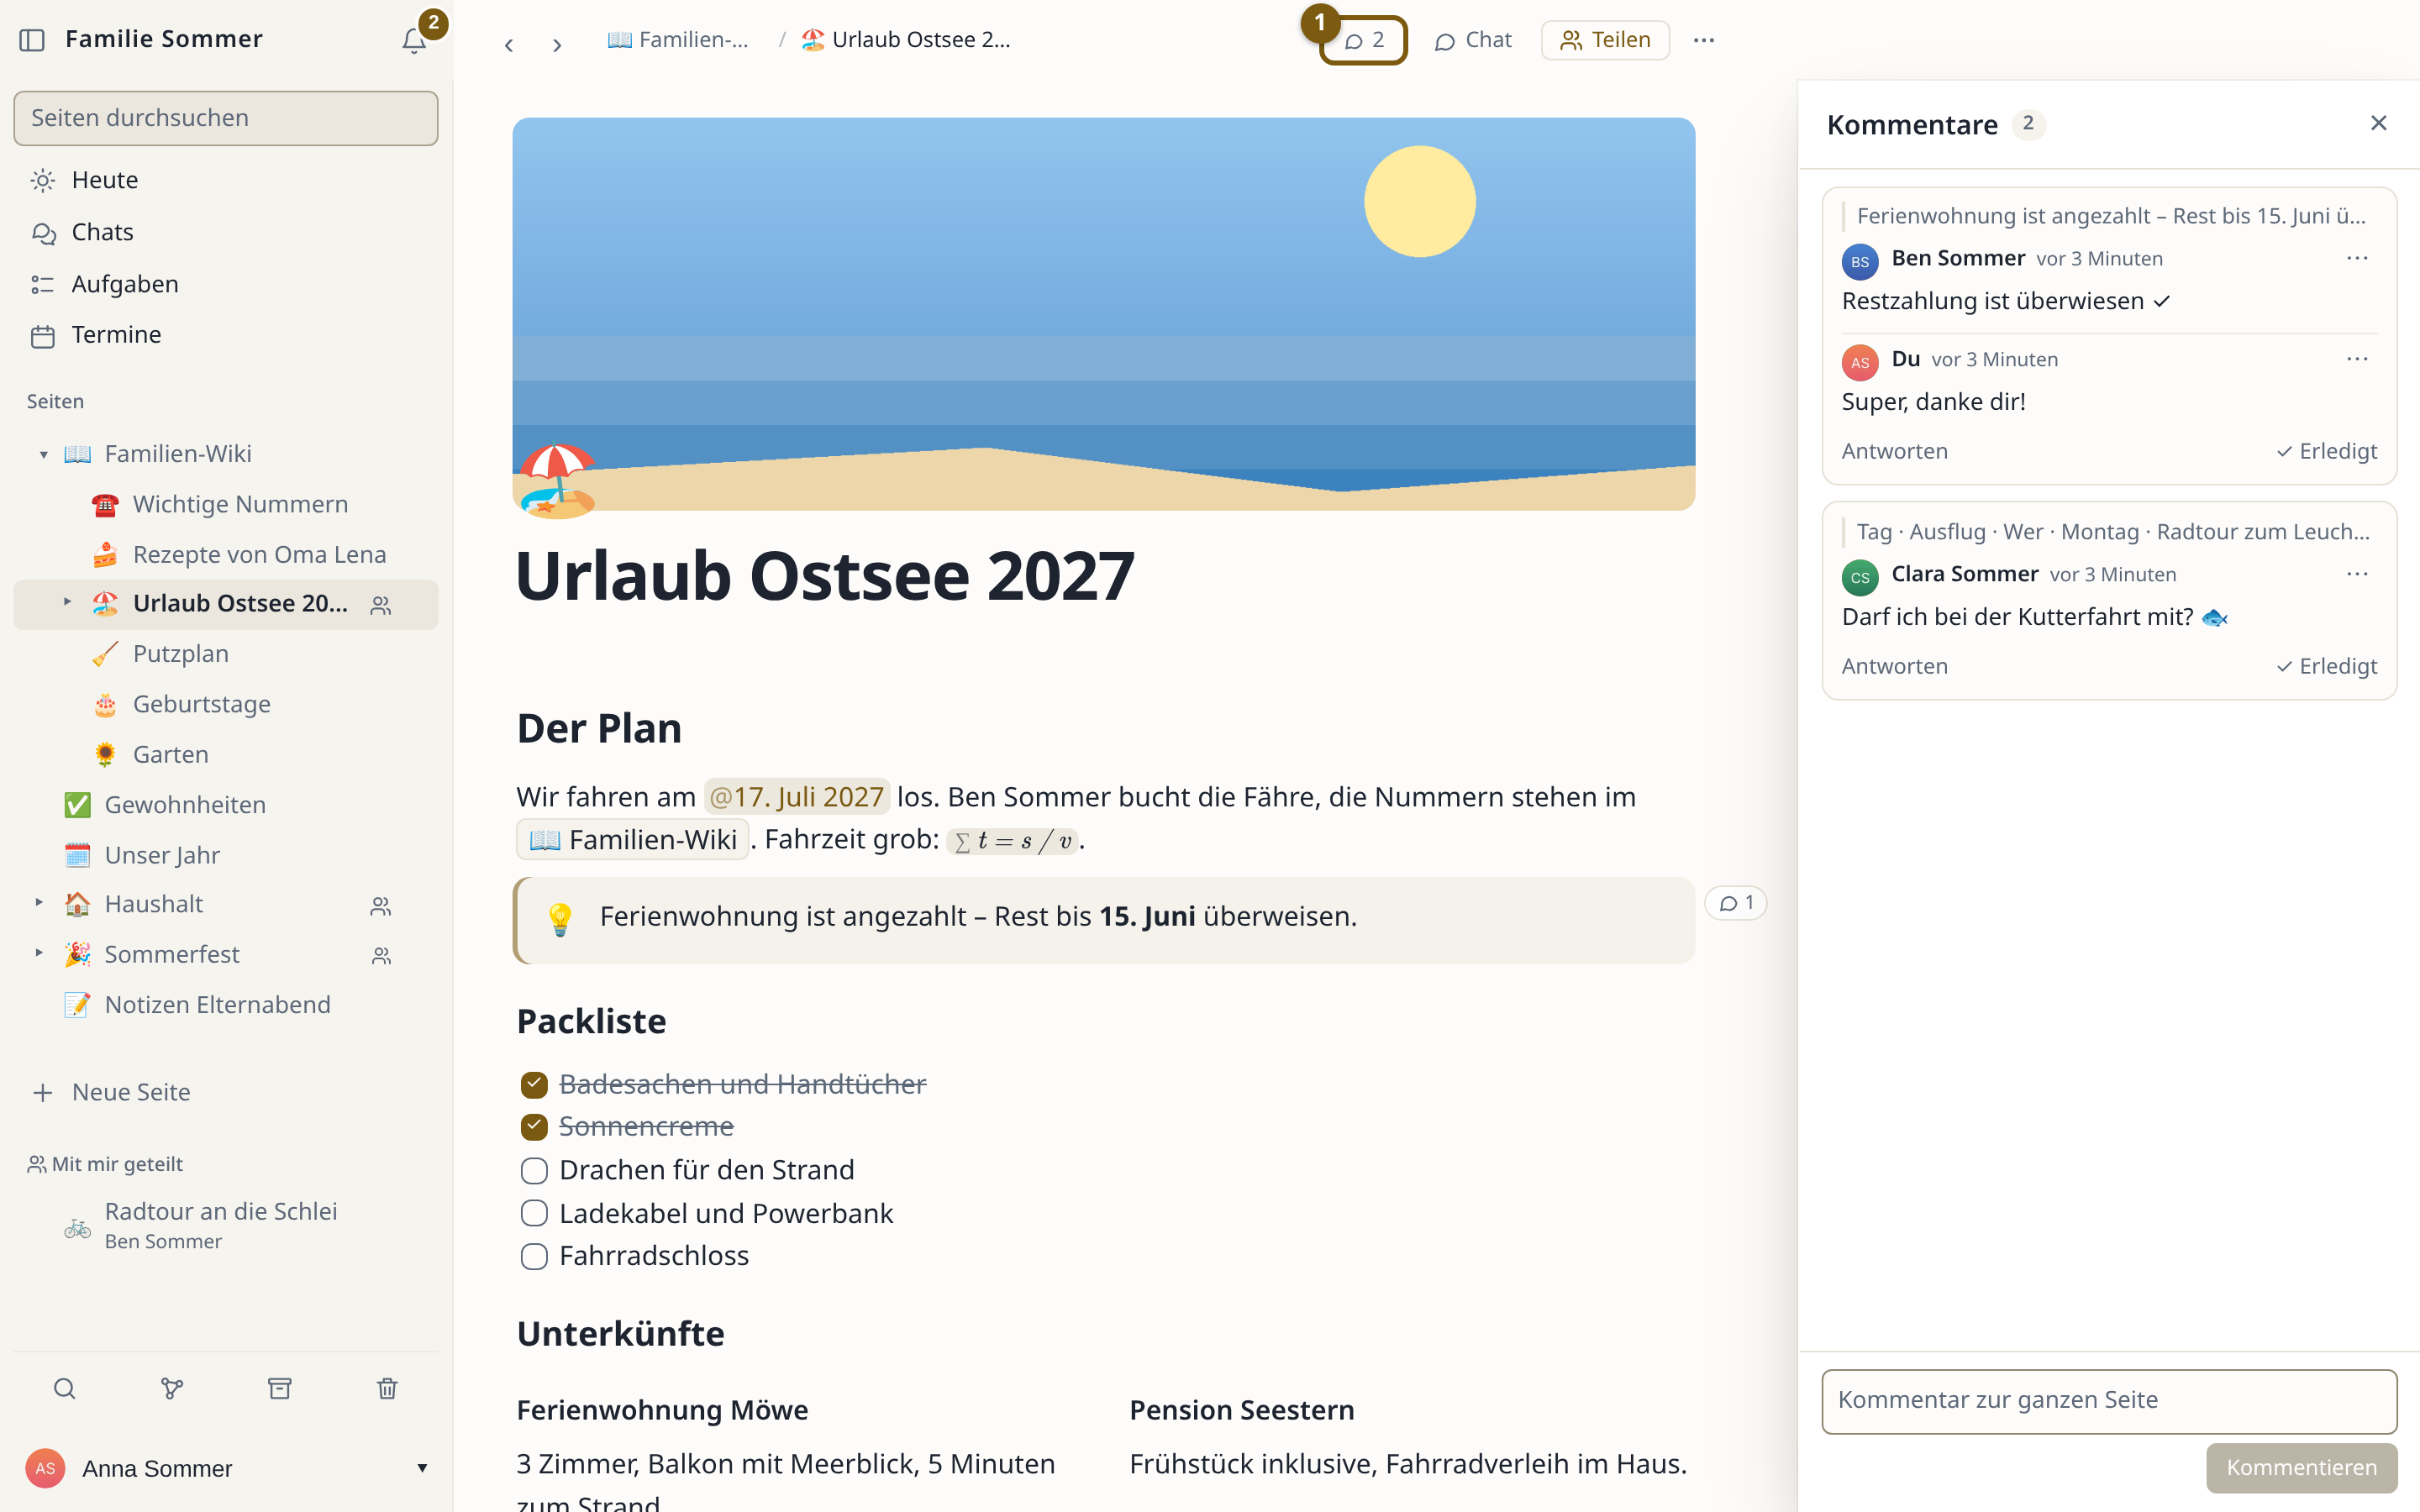 Familie Sommer
2
Seiten durchsuchen
Heute
Chats
Aufgaben
Termine
Seiten
Familien-Wiki
Wichtige Nummern
Rezepte von Oma Lena
Urlaub Ostsee 20...
Putzplan
Geburtstage
Garten
Gewohnheiten
Unser Jahr
Haushalt
Sommerfest
Notizen Elternabend
Neue Seite
Mit mir geteilt
Radtour an die Schlei
Ben Sommer
AS Anna Sommer
Familien-... / Urlaub Ostsee 2...
1
2
Chat
Teilen
Urlaub Ostsee 2027
Der Plan
Wir fahren am @17. Juli 2027 los. Ben Sommer bucht die Fähre, die Nummern stehen im
Familien-Wiki. Fahrzeit grob: ∑ t = s / v.
Ferienwohnung ist angezahlt – Rest bis 15. Juni überweisen.
1
Packliste
Badesachen und Handtücher
Sonnencreme
Drachen für den Strand
Ladekabel und Powerbank
Fahrradschloss
Unterkünfte
Ferienwohnung Möwe
3 Zimmer, Balkon mit Meerblick, 5 Minuten
zum Strand
Pension Seestern
Frühstück inklusive, Fahrradverleih im Haus.
Kommentare 2
Ferienwohnung ist angezahlt – Rest bis 15. Juni ü...
BS Ben Sommer vor 3 Minuten
Restzahlung ist überwiesen ✓
AS Du vor 3 Minuten
Super, danke dir!
Antworten ✓ Erledigt
Tag · Ausflug · Wer · Montag · Radtour zum Leuch...
CS Clara Sommer vor 3 Minuten
Darf ich bei der Kutterfahrt mit? 🐟
Antworten ✓ Erledigt
Kommentar zur ganzen Seite
Kommentieren